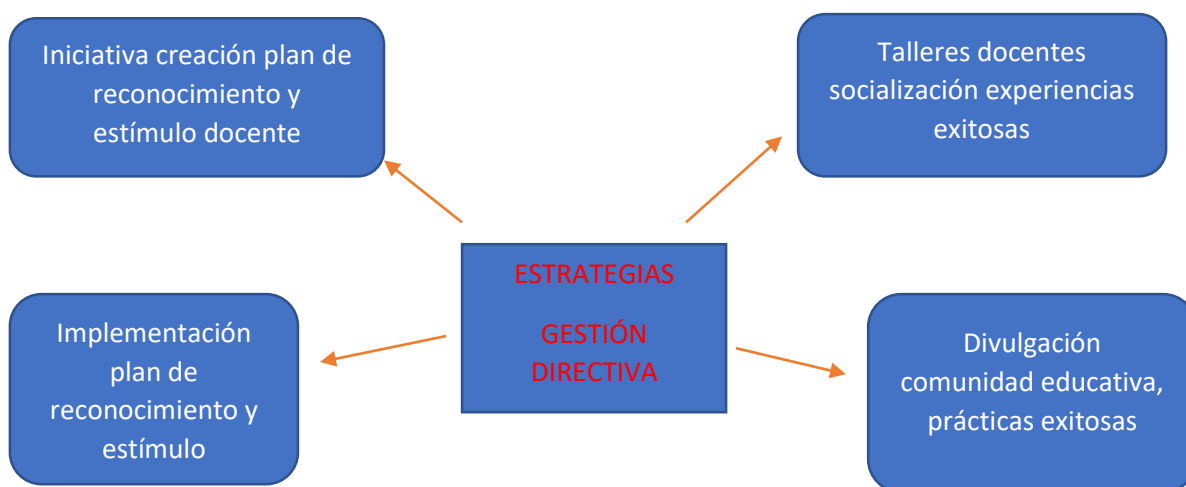 Iniciativa creación plan de
reconocimiento y
estímulo docente
Talleres docentes
socialización experiencias
exitosas
ESTRATEGIAS
GESTIÓN
DIRECTIVA
Implementación
plan de
reconocimiento y
estímulo
Divulgación
comunidad educativa,
prácticas exitosas